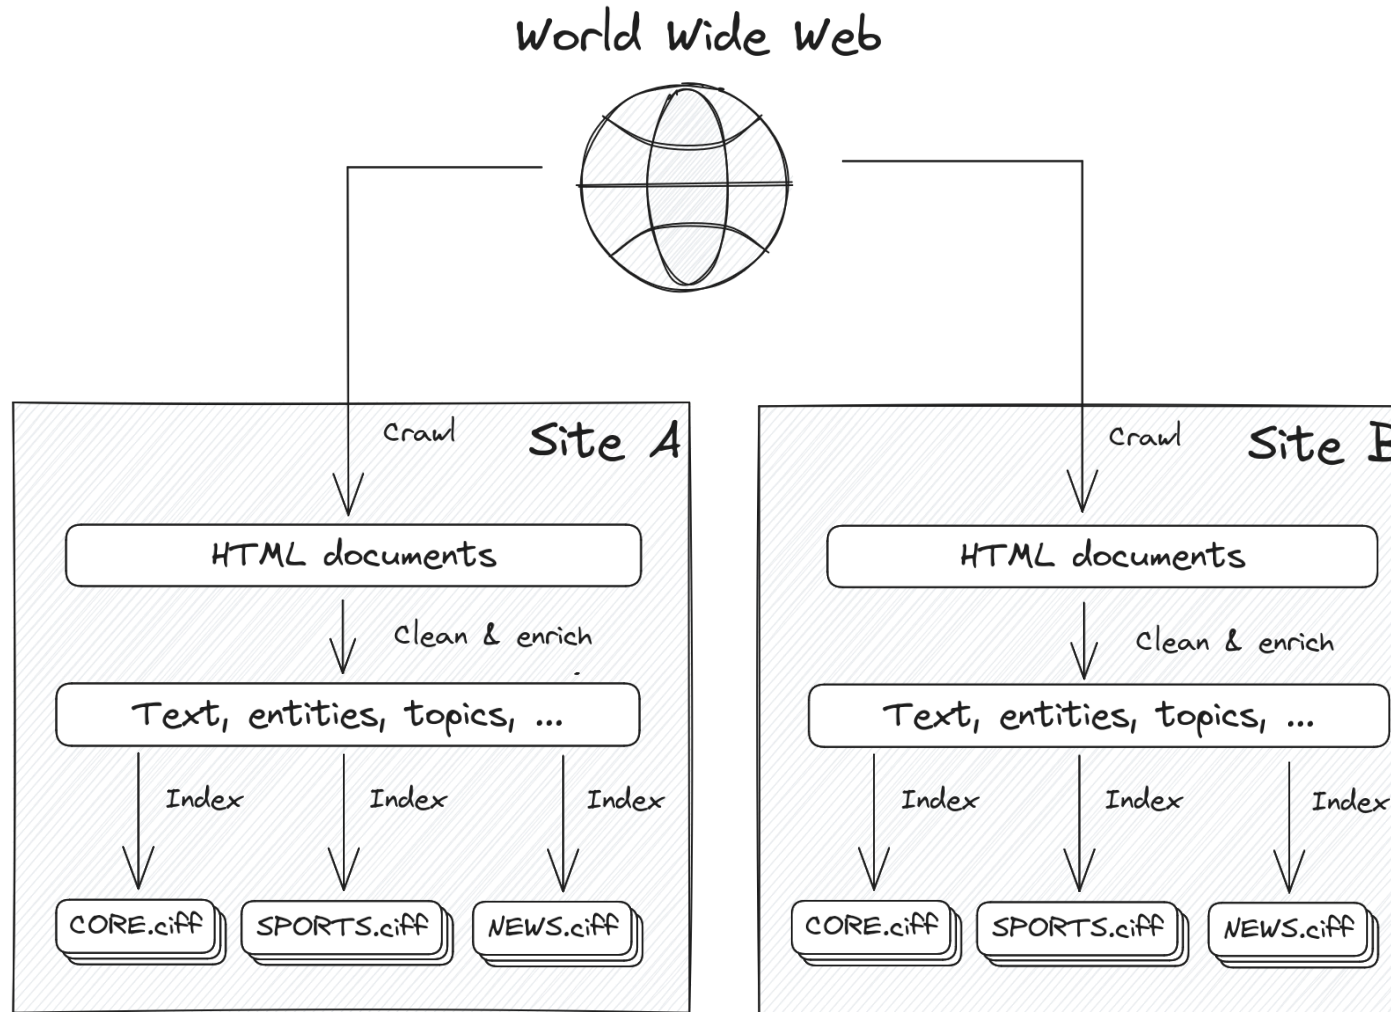 World Wide Web
Crawl
Site A
HTML documents
Clean & enrich
Text, entities, topics, ...
Index
Index
Index
CORE.ciff
SPORTS.ciff
NEWS.ciff
Crawl
Site B
HTML documents
Clean & enrich
Text, entities, topics, ...
Index
Index
Index
CORE.ciff
SPORTS.ciff
NEWS.ciff